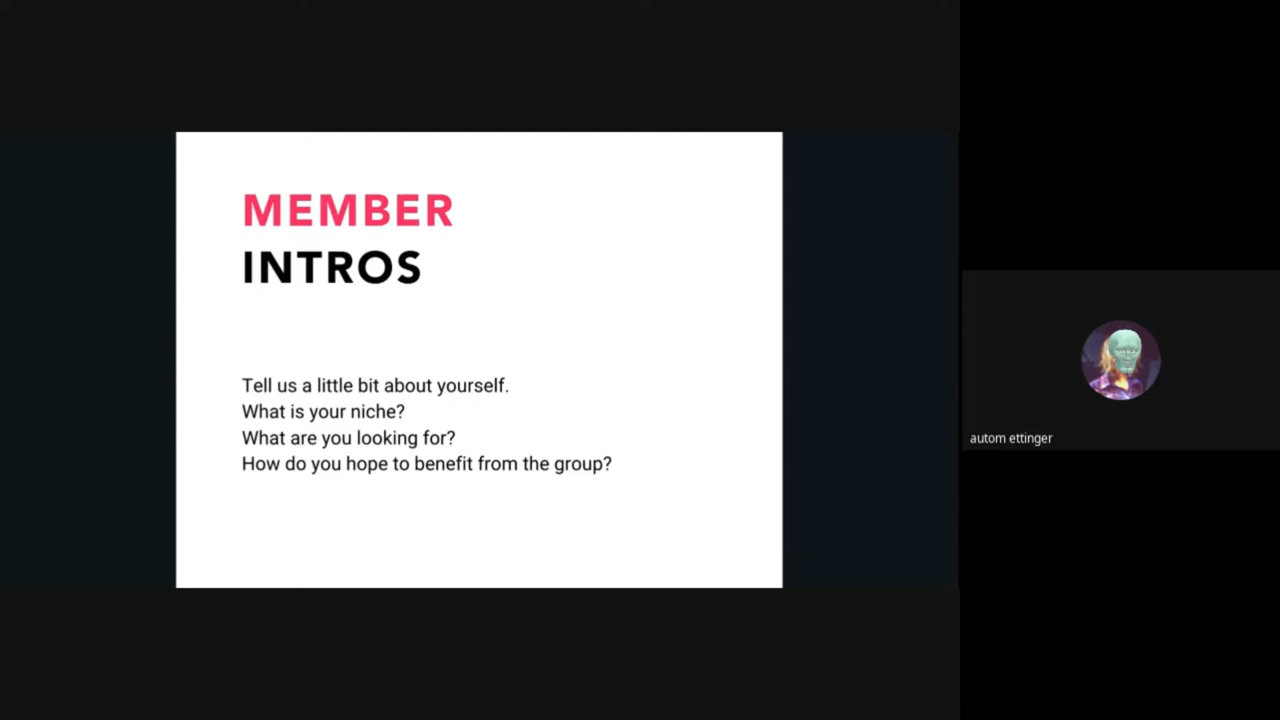 MEMBER
INTROS
Tell us a little bit about yourself.
What is your niche?
What are you looking for?
How do you hope to benefit from the group?
autom ettinger